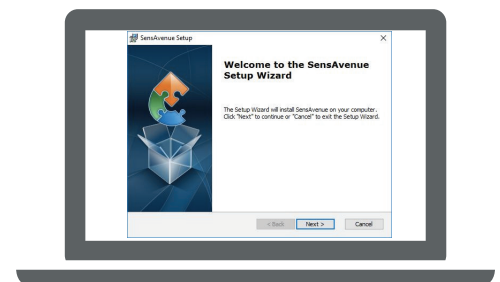 SensAvenue Setup
Welcome to the SensAvenue
Setup Wizard
The Setup Wizard will install SensAvenue on your computer.
Click "Next" to continue or "Cancel" to exit the Setup Wizard.
< Back Next > Cancel